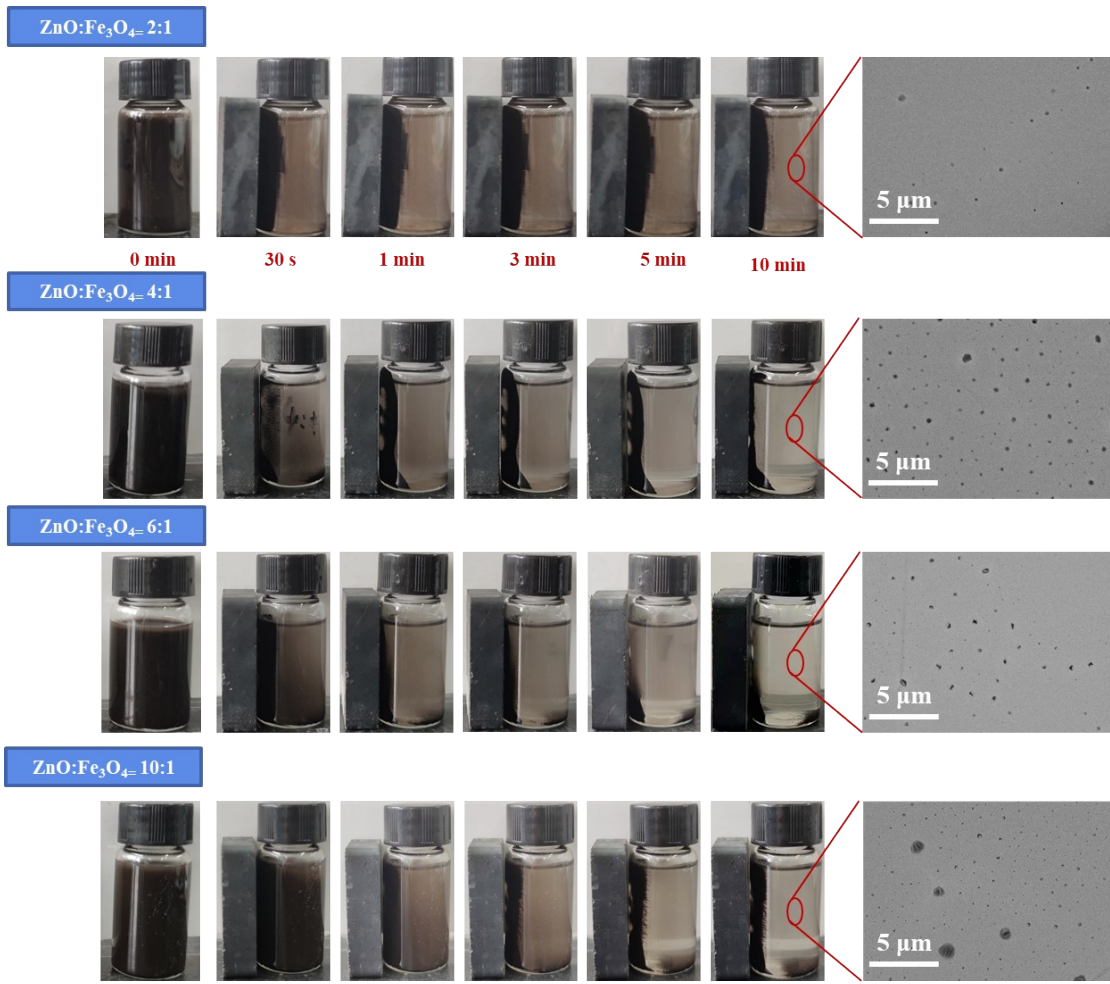 ZnO:Fe₃O₄₌ 2:1
5 μm
0 min
30 s
1 min
3 min
5 min
10 min
ZnO:Fe₃O₄₌ 4:1
5 μm
ZnO:Fe₃O₄₌ 6:1
5 μm
ZnO:Fe₃O₄₌ 10:1
5 μm